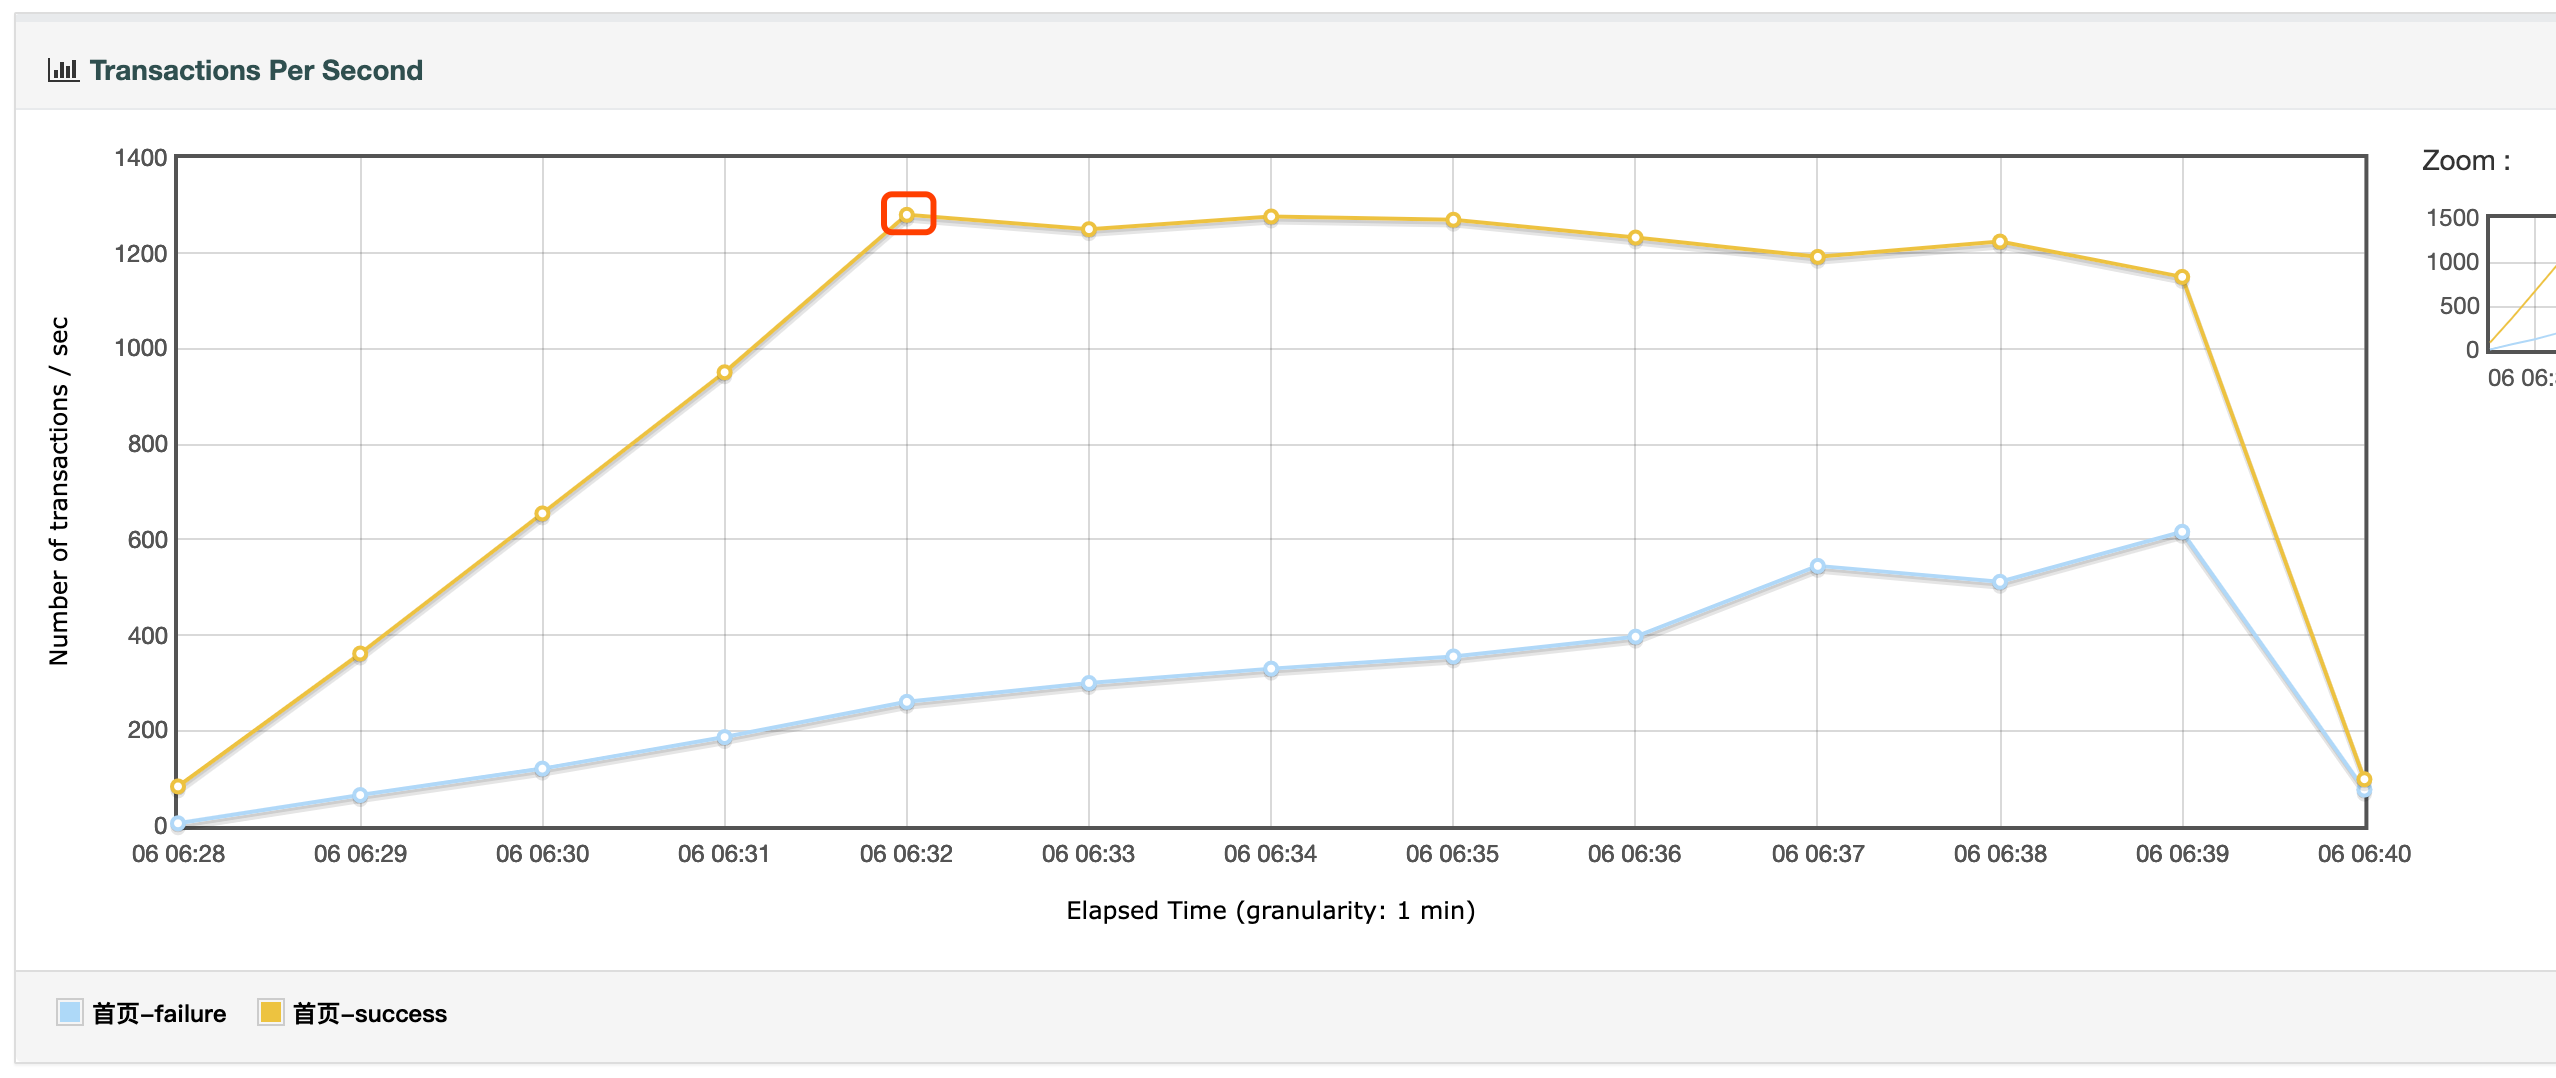 Transactions Per Second
Number of transactions / sec
1400
1200
1000
800
600
400
200
0
06 06:28 06 06:29 06 06:30 06 06:31 06 06:32 06 06:33 06 06:34 06 06:35 06 06:36 06 06:37 06 06:38 06 06:39 06 06:40
Elapsed Time (granularity: 1 min)
Zoom :
1500
1000
500
0
06 06:
首页-failure 首页-success